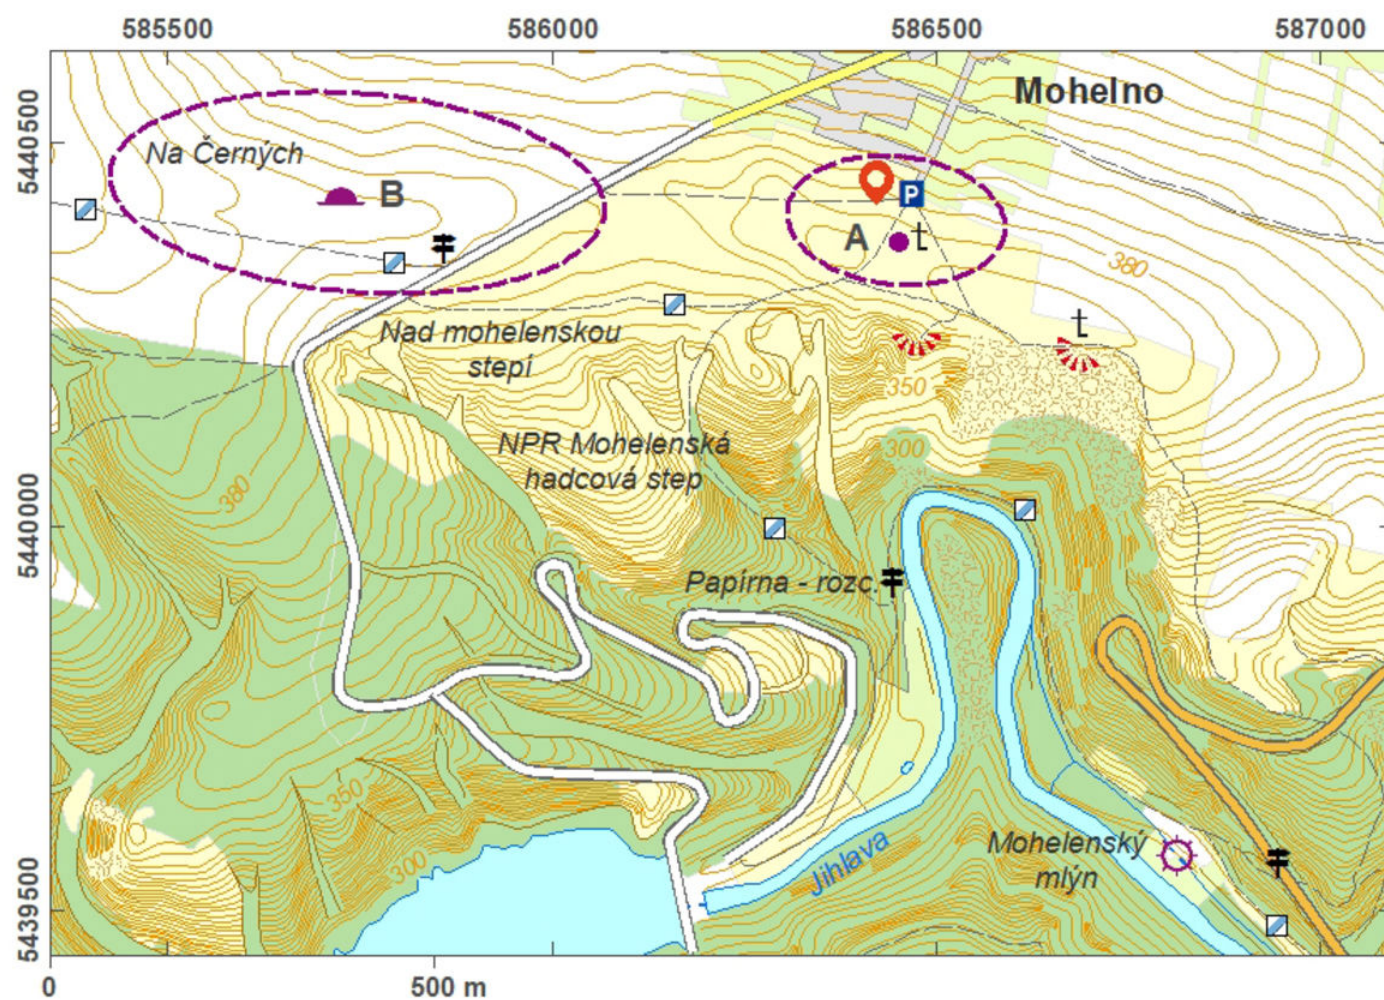 585500 586000 586500 587000
Mohelno
5440500
Na Černých
P
B
A
380
Nad mohelenskou
stepí
350
NPR Mohelenská
hadcová step
300
380
5440000
Papírna - rozc.
350
Mohelenský
mlýn
Jihlava
300
5439500
0 500 m